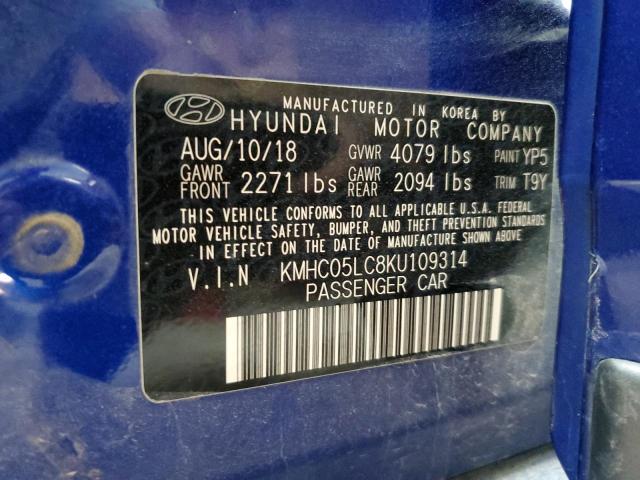 MANUFACTURED IN KOREA BY
HYUNDAI MOTOR COMPANY
AUG/10/18 GVWR 4079 lbs PAINT YP5
GAWR FRONT 2271 lbs GAWR REAR 2094 lbs TRIM T9Y
THIS VEHICLE CONFORMS TO ALL APPLICABLE U.S.A. FEDERAL
MOTOR VEHICLE SAFETY, BUMPER, AND THEFT PREVENTION STANDARDS
IN EFFECT ON THE DATE OF MANUFACTURE SHOWN ABOVE
V.I.N KMHC05LC8KU109314
PASSENGER CAR